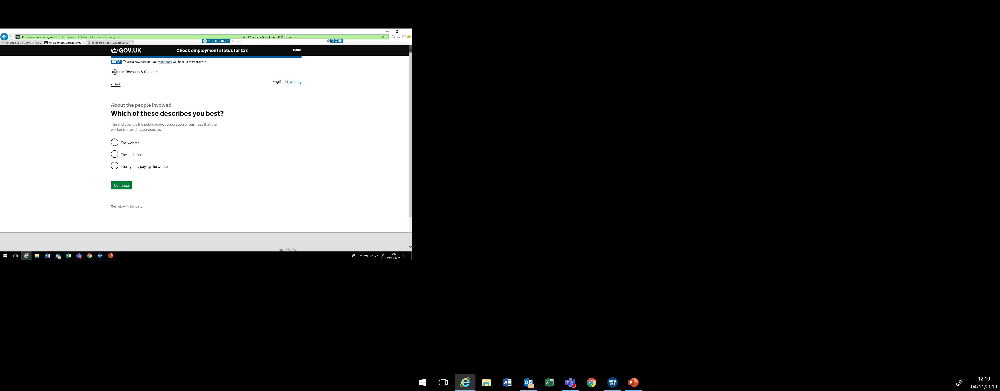 https://www.tax.service.gov.uk/check-employment-status-for-tax/reason-for-using-tool
HM Revenue & Customs [GB
Search...
What the BBC presenters' IR35 ...
Which of these describes yo...
prisoners in cage - Google Sear...
In the office
Make a call
GOV.UK
Check employment status for tax
Home
BETA This is a new service - your feedback will help us to improve it.
HM Revenue & Customs
Back
English | Cymraeg
About the people involved
Which of these describes you best?
The end client is the public body, corporation or business that the
worker is providing services to.
The worker
The end client
The agency paying the worker
Continue
Get help with this page.
12:19
04/11/2019
MITEL
UCA
12:19
04/11/2019